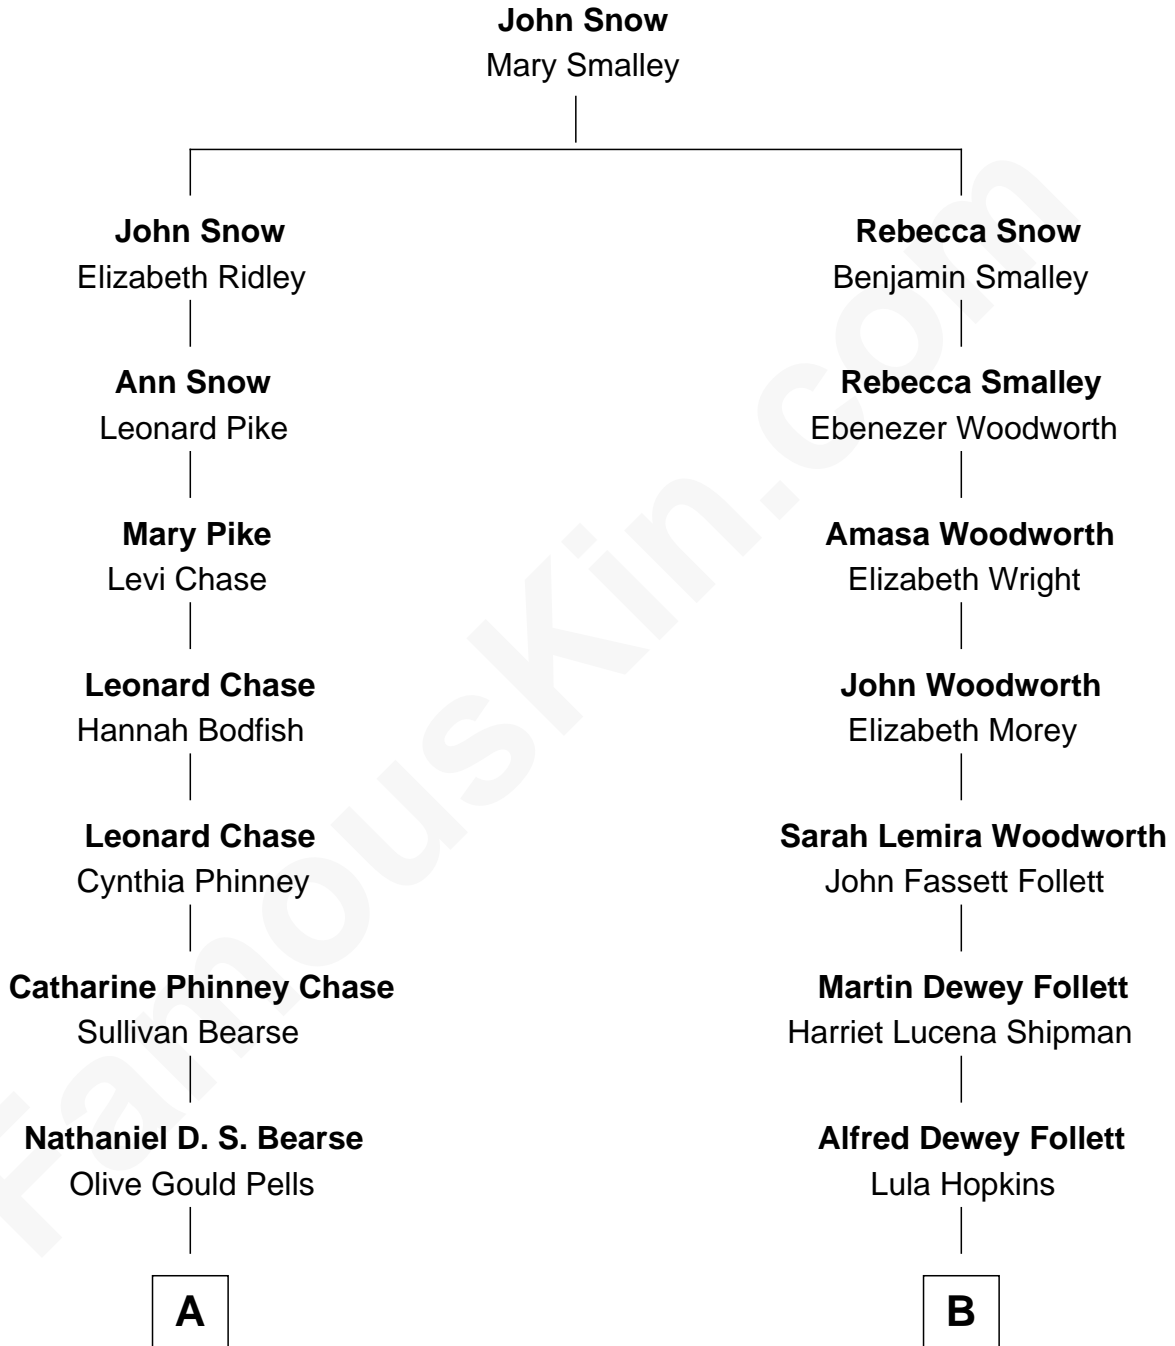 John Snow
Mary Smalley
John Snow
Elizabeth Ridley
Rebecca Snow
Benjamin Smalley
Ann Snow
Leonard Pike
Rebecca Smalley
Ebenezer Woodworth
Mary Pike
Levi Chase
Amasa Woodworth
Elizabeth Wright
Leonard Chase
Hannah Bodfish
John Woodworth
Elizabeth Morey
Leonard Chase
Cynthia Phinney
Sarah Lemira Woodworth
John Fassett Follett
Catharine Phinney Chase
Sullivan Bearse
Martin Dewey Follett
Harriet Lucena Shipman
Nathaniel D. S. Bearse
Olive Gould Pells
Alfred Dewey Follett
Lula Hopkins
A
B
FamousKin.com